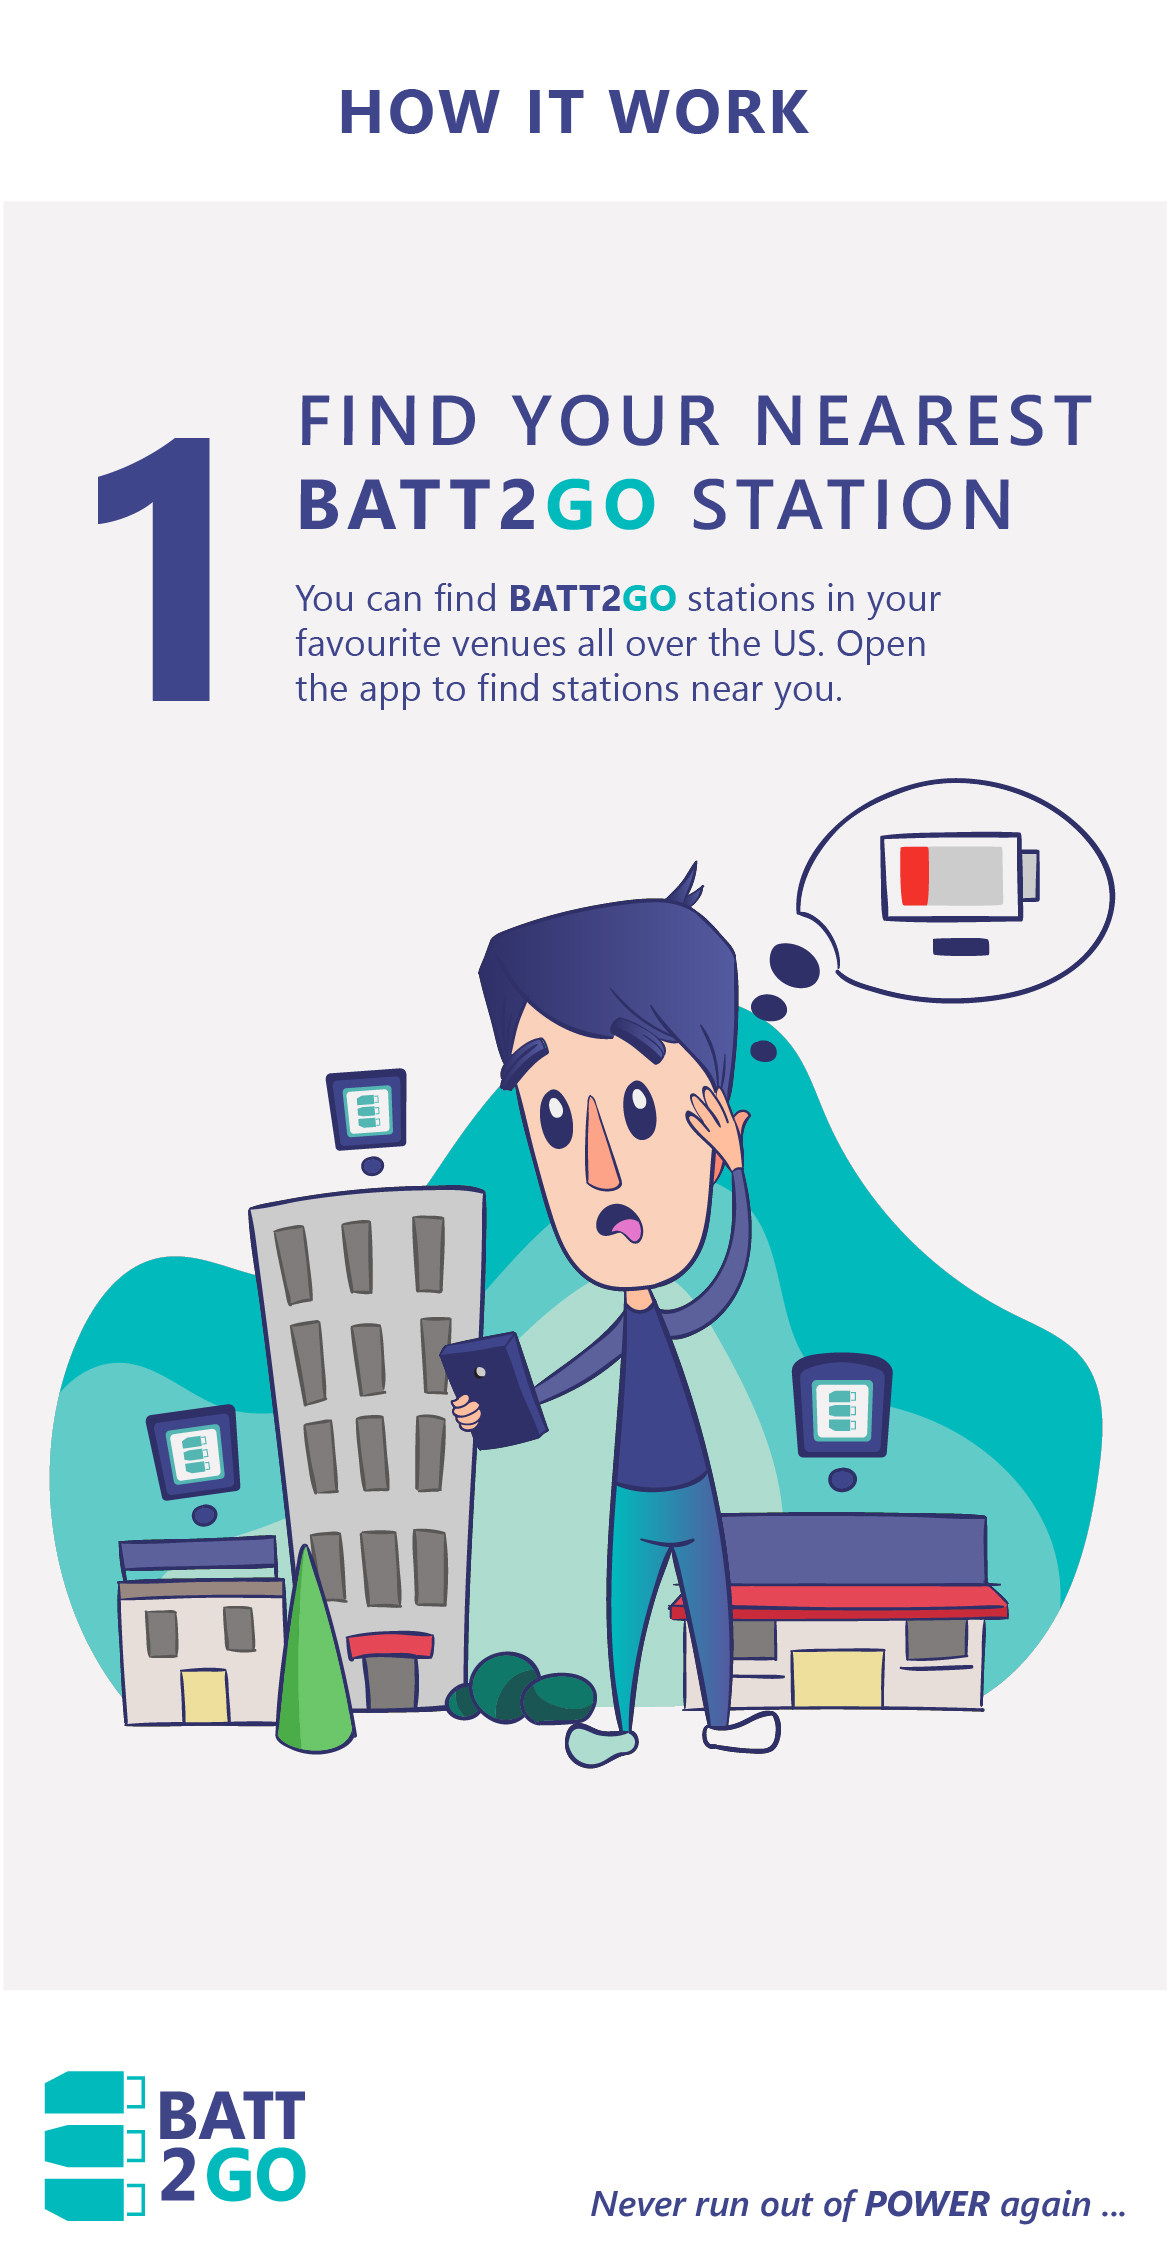 HOW IT WORK
1
FIND YOUR NEAREST
BATT2GO STATION
You can find BATT2GO stations in your
favourite venues all over the US. Open
the app to find stations near you.
BATT
2GO
Never run out of POWER again ...